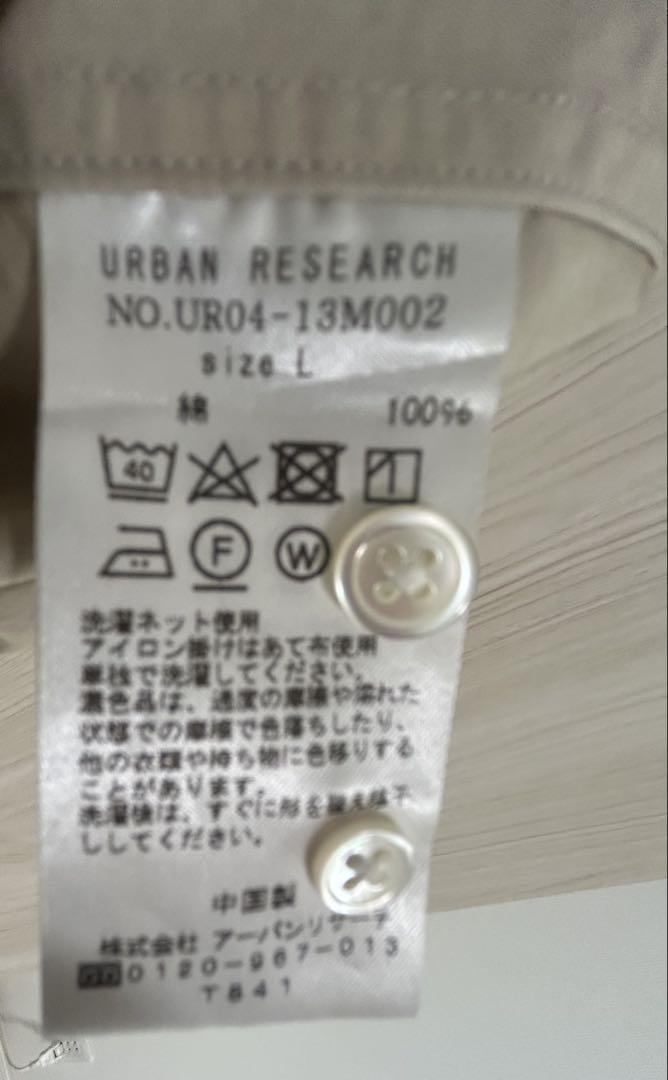 URBAN RESEARCH
NO.UR04-13M002
size L
綿 100%
40
F W
洗濯ネット使用
アイロン掛けはあて布使用
単独で洗濯してください。
濃色品は、過度の摩擦や濡れた
状態での摩擦で色落ちしたり、
他の衣類や持ち物に色移りする
ことがあります。
洗濯後は、すぐに形を整え陰干
ししてください。
中国製
株式会社 アーバンリサーチ
0120-967-013
T841